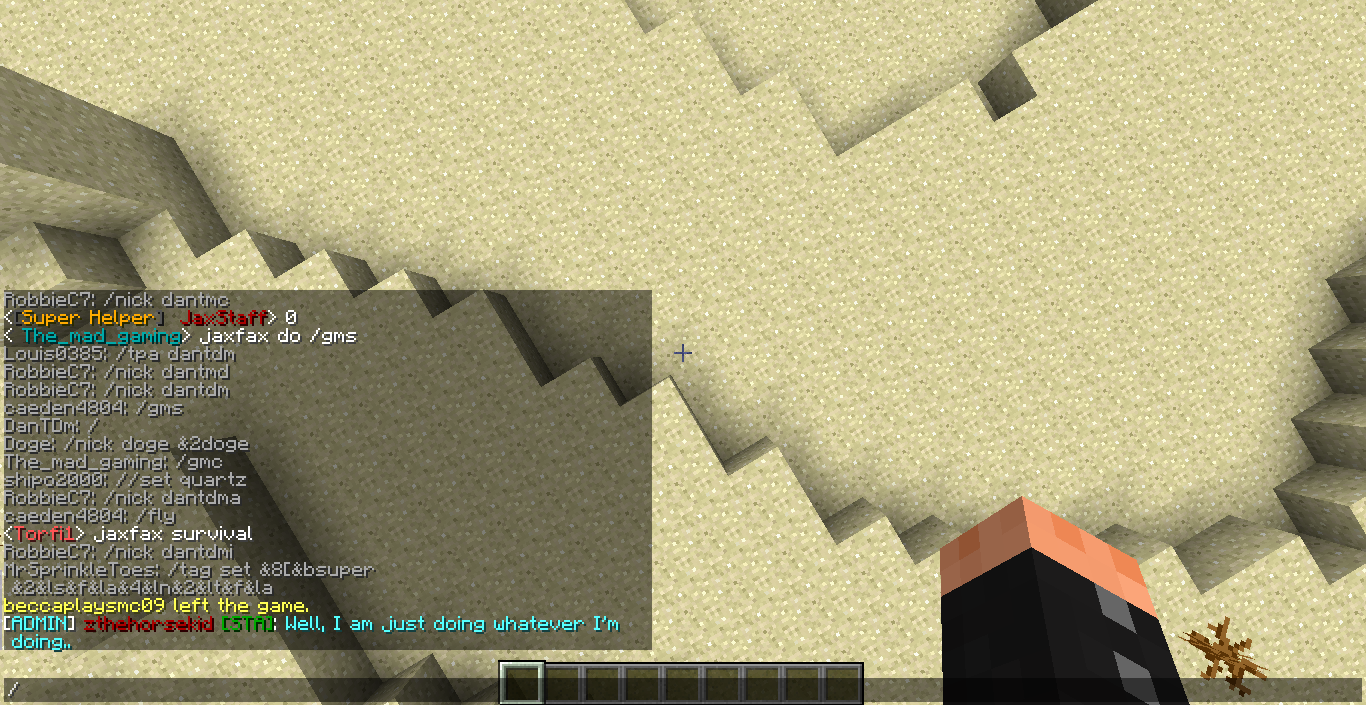 RobbieC7: /nick dantmc
<[Super Helper] JaxStaff> 0
< The_mad_gaming> jaxfax do /gms
Louis0385: /tpa dantdm
RobbieC7: /nick dantmd
RobbieC7: /nick dantdm
caeden4804: /gms
DanTDm: /
Doge: /nick doge &2doge
The_mad_gaming: /gmc
shipo2000: //set quartz
RobbieC7: /nick dantdma
caeden4804: /fly
<Torfi1> jaxfax survival
RobbieC7: /nick dantdmi
MrSprinkleToes: /tag set &8[&bsuper
&2&ls&f&la&4&ln&2&lt&f&la
beccaplaysmc09 left the game.
[ADMIN] zthehorsekid [STA]: Well, I am just doing whatever I'm
doing..
/